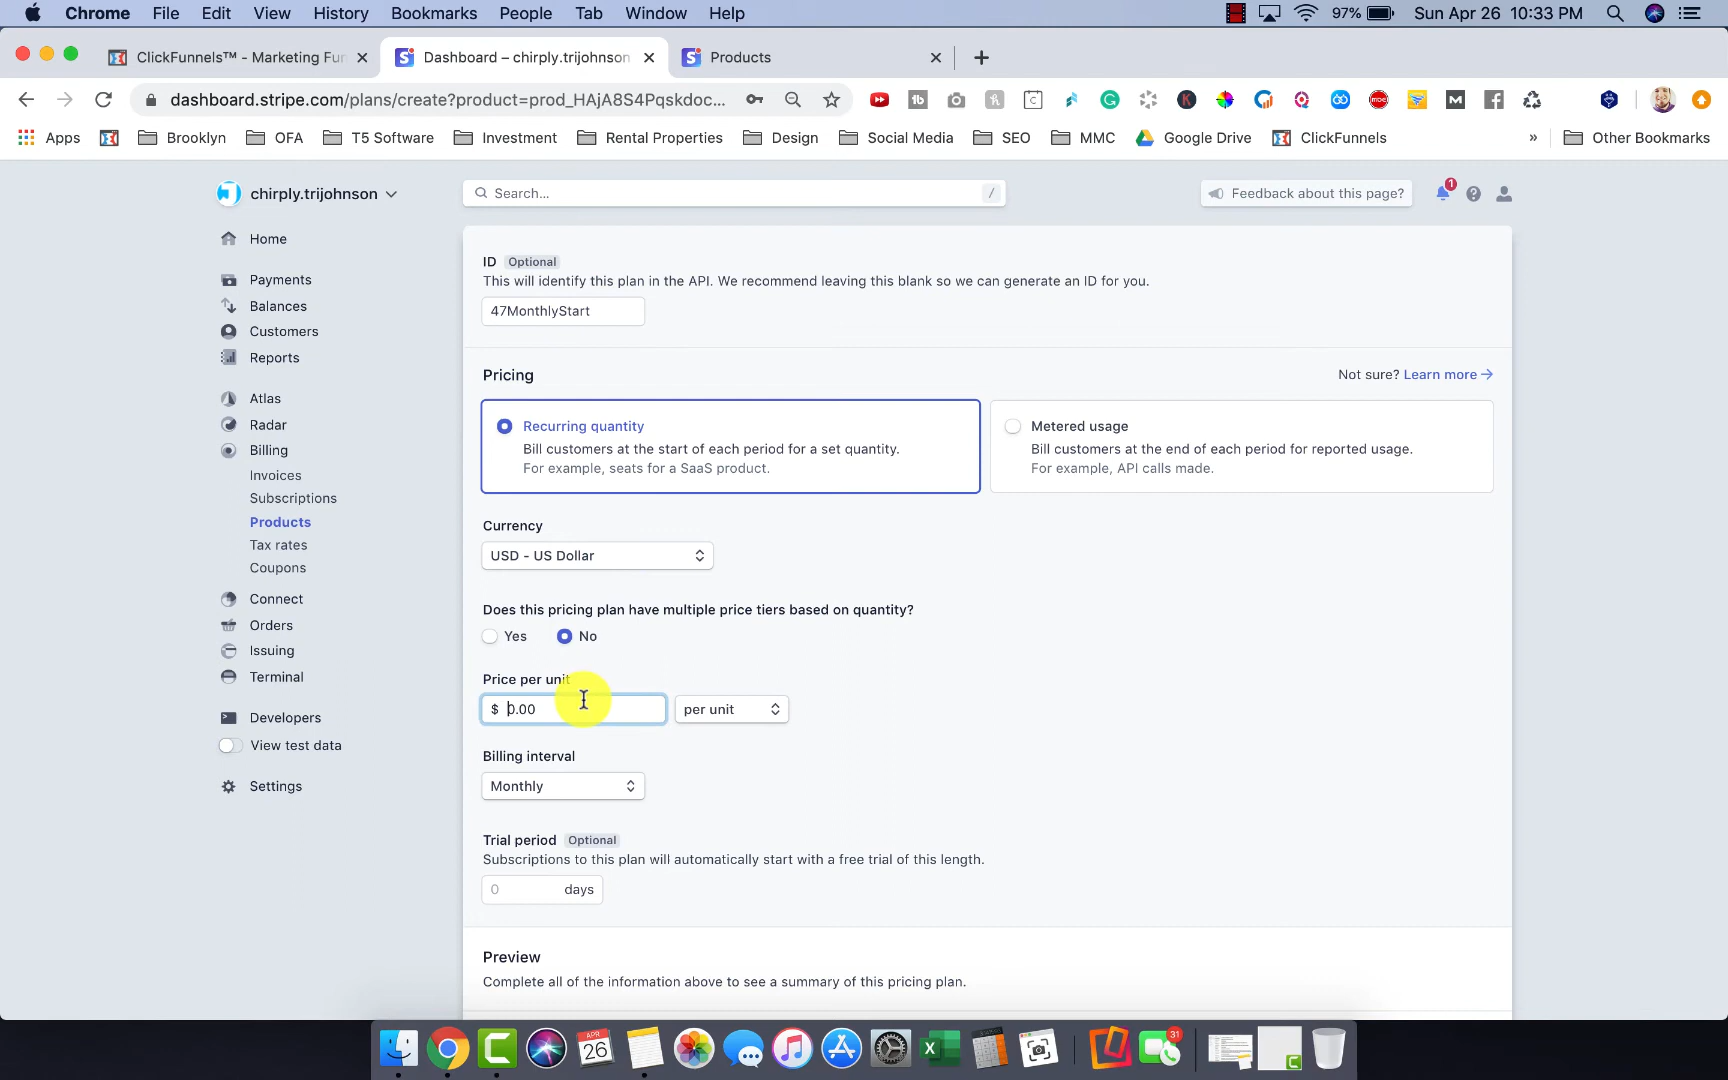 Chrome File Edit View History Bookmarks People Tab Window Help 97% Sun Apr 26 10:33 PM
ClickFunnels™ - Marketing Fun Dashboard – chirply.trijohnson Products
dashboard.stripe.com/plans/create?product=prod_HAjA8S4Pqskdoc...
Apps Brooklyn OFA T5 Software Investment Rental Properties Design Social Media SEO MMC Google Drive ClickFunnels » Other Bookmarks
chirply.trijohnson Search... / Feedback about this page? 1
Home
Payments
Balances
Customers
Reports
Atlas
Radar
Billing
Invoices
Subscriptions
Products
Tax rates
Coupons
Connect
Orders
Issuing
Terminal
Developers
View test data
Settings
ID Optional
This will identify this plan in the API. We recommend leaving this blank so we can generate an ID for you.
47MonthlyStart
Pricing Not sure? Learn more
Recurring quantity
Bill customers at the start of each period for a set quantity.
For example, seats for a SaaS product.
Metered usage
Bill customers at the end of each period for reported usage.
For example, API calls made.
Currency
USD - US Dollar
Does this pricing plan have multiple price tiers based on quantity?
Yes No
Price per unit
$ 0.00 per unit
Billing interval
Monthly
Trial period Optional
Subscriptions to this plan will automatically start with a free trial of this length.
0 days
Preview
Complete all of the information above to see a summary of this pricing plan.
APR
26
31